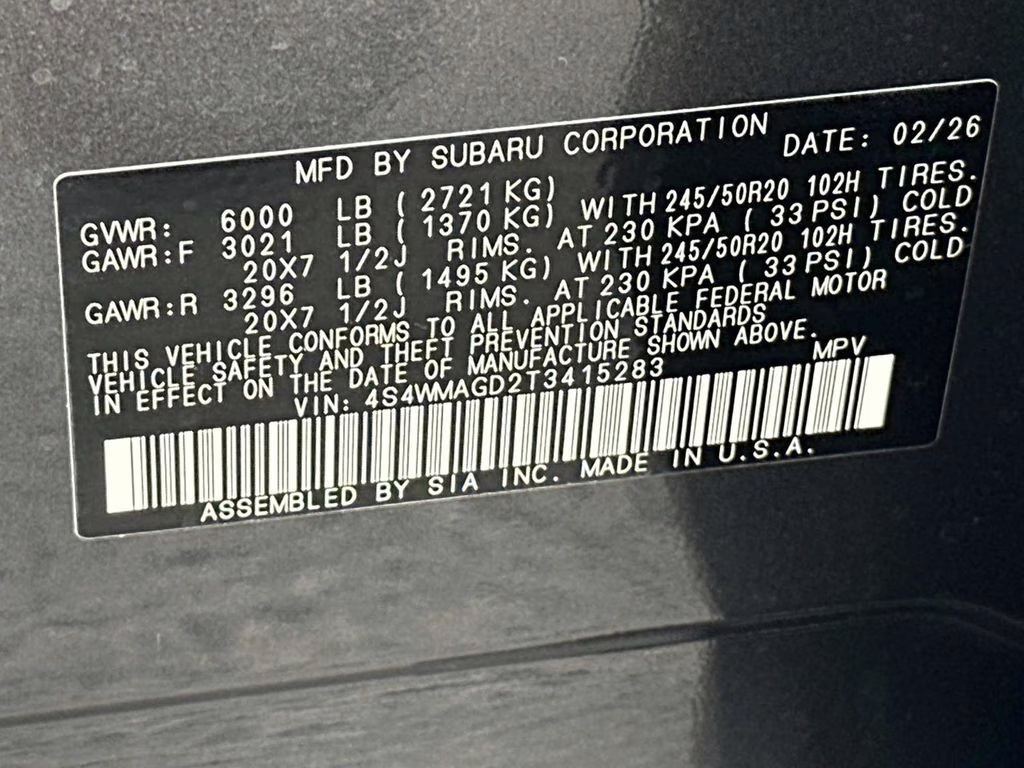 MFD BY SUBARU CORPORATION DATE: 02/26
GVWR: 6000 LB ( 2721 KG)
GAWR:F 3021 LB ( 1370 KG) WITH 245/50R20 102H TIRES.
20X7 1/2J RIMS. AT 230 KPA ( 33 PSI) COLD
GAWR:R 3296 LB ( 1495 KG) WITH 245/50R20 102H TIRES.
20X7 1/2J RIMS. AT 230 KPA ( 33 PSI) COLD
THIS VEHICLE CONFORMS TO ALL APPLICABLE FEDERAL MOTOR
VEHICLE SAFETY AND THEFT PREVENTION STANDARDS
IN EFFECT ON THE DATE OF MANUFACTURE SHOWN ABOVE.
VIN: 4S4WMAGD2T3415283 MPV
ASSEMBLED BY SIA INC. MADE IN U.S.A.